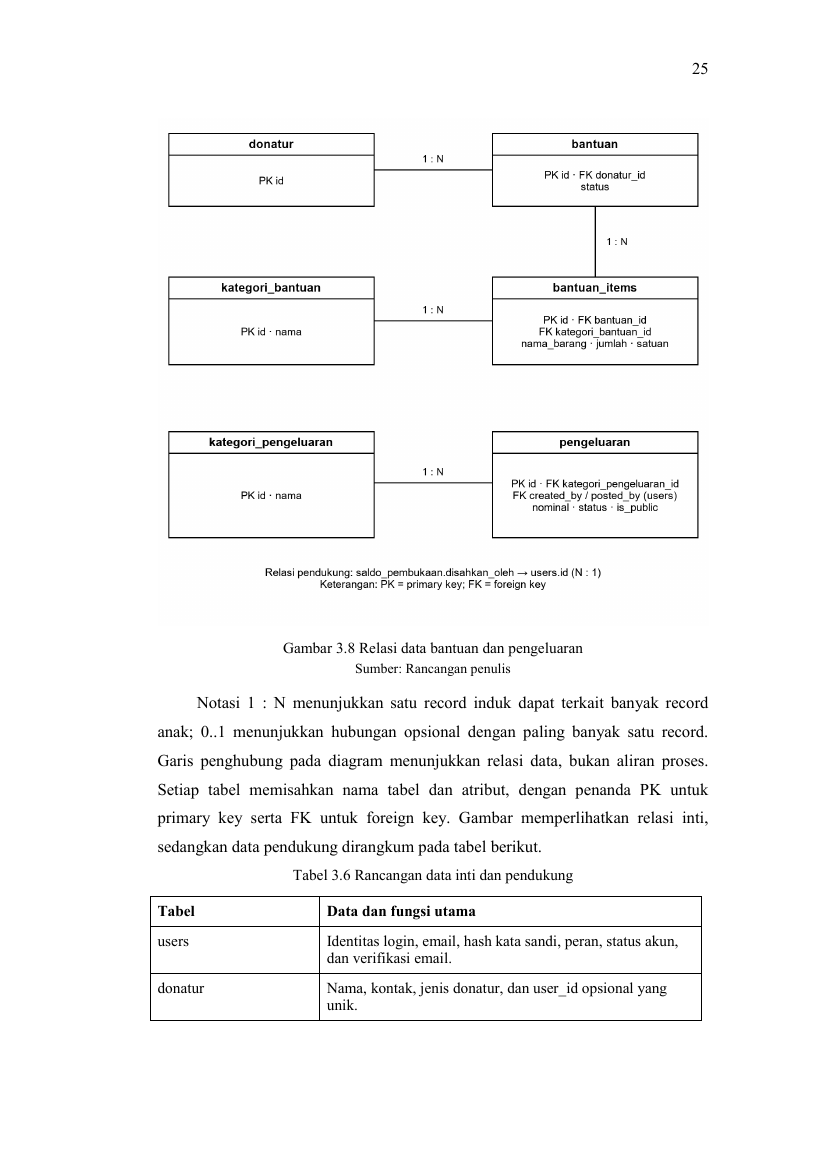 25
donatur
PK id
1 : N
bantuan
PK id · FK donatur_id
status
1 : N
kategori_bantuan
PK id · nama
1 : N
bantuan_items
PK id · FK bantuan_id
FK kategori_bantuan_id
nama_barang · jumlah · satuan
kategori_pengeluaran
PK id · nama
1 : N
pengeluaran
PK id · FK kategori_pengeluaran_id
FK created_by / posted_by (users)
nominal · status · is_public
Relasi pendukung: saldo_pembukaan.disahkan_oleh → users.id (N : 1)
Keterangan: PK = primary key; FK = foreign key
Gambar 3.8 Relasi data bantuan dan pengeluaran
Sumber: Rancangan penulis
Notasi 1 : N menunjukkan satu record induk dapat terkait banyak record
anak; 0..1 menunjukkan hubungan opsional dengan paling banyak satu record.
Garis penghubung pada diagram menunjukkan relasi data, bukan aliran proses.
Setiap tabel memisahkan nama tabel dan atribut, dengan penanda PK untuk
primary key serta FK untuk foreign key. Gambar memperlihatkan relasi inti,
sedangkan data pendukung dirangkum pada tabel berikut.
Tabel 3.6 Rancangan data inti dan pendukung
Tabel
Data dan fungsi utama
users
Identitas login, email, hash kata sandi, peran, status akun,
dan verifikasi email.
donatur
Nama, kontak, jenis donatur, dan user_id opsional yang
unik.